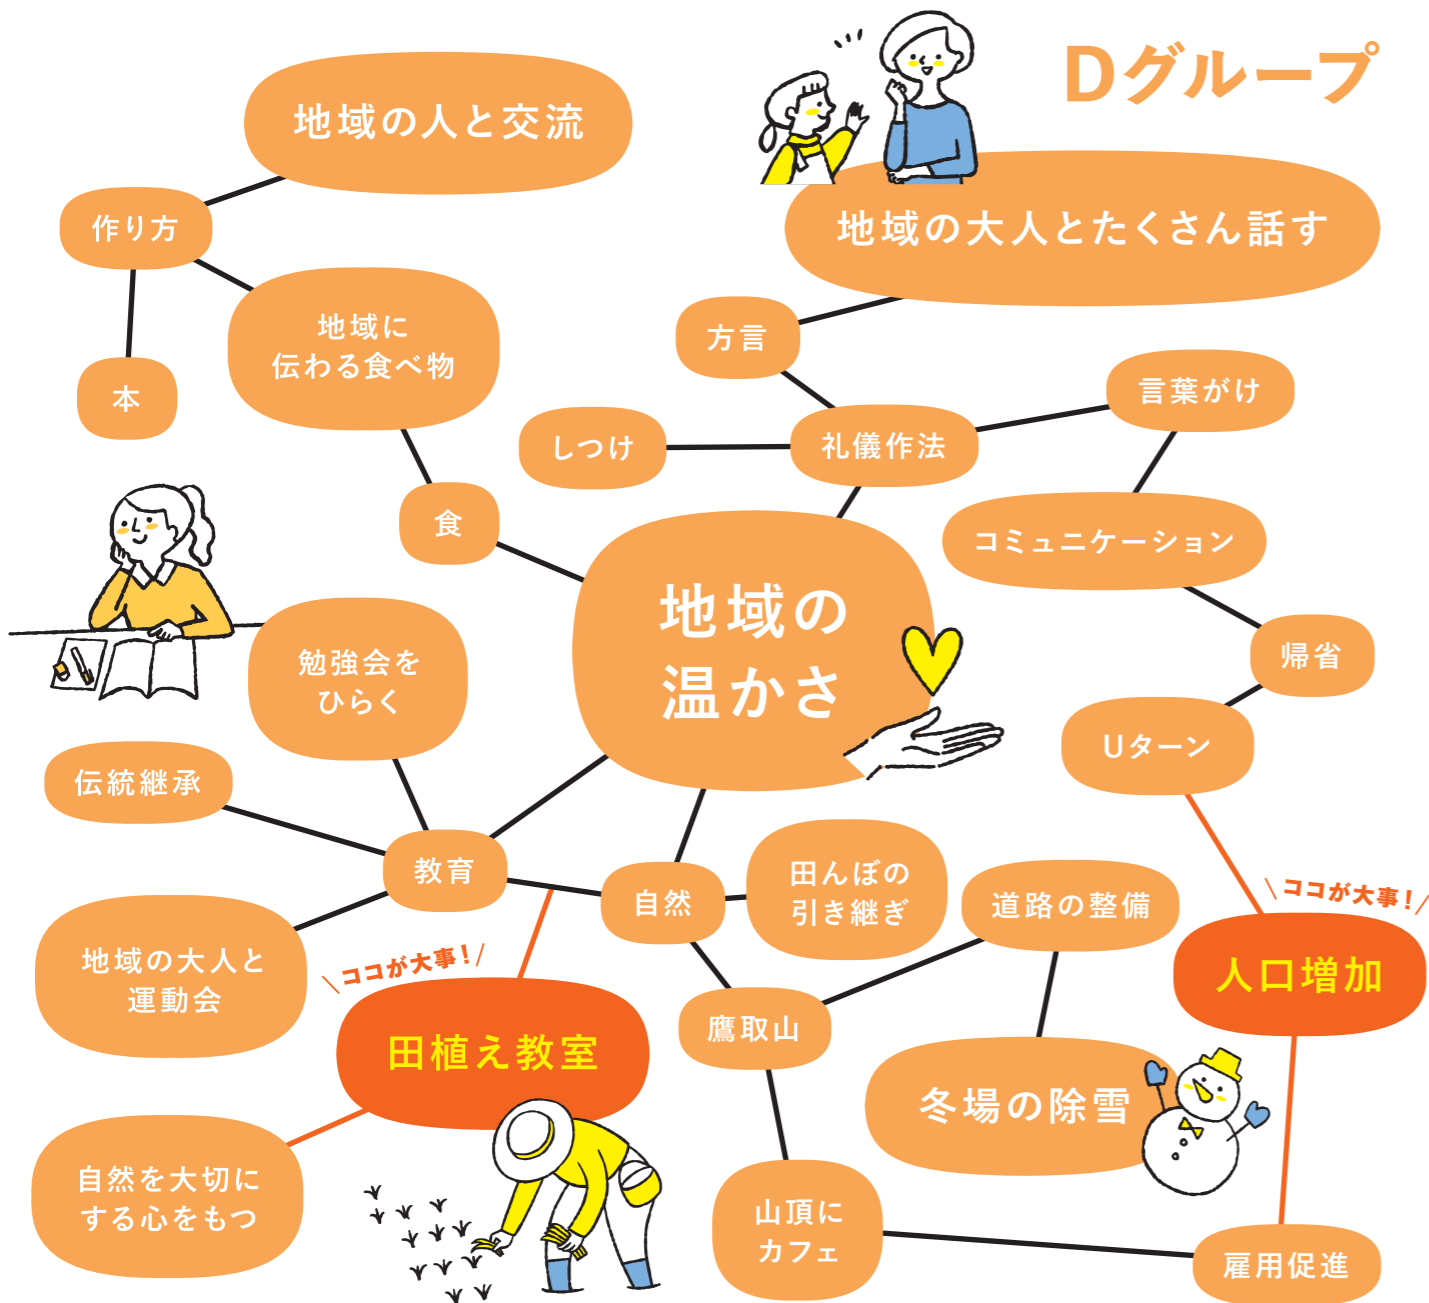 Dグループ
地域の人と交流
地域の大人とたくさん話す
作り方
地域に
伝わる食べ物
方言
本
言葉がけ
しつけ
礼儀作法
食
コミュニケーション
地域の
温かさ
帰省
勉強会を
ひらく
Uターン
伝統継承
教育
自然
田んぼの
引き継ぎ
道路の整備
ココが大事!
人口増加
地域の大人と
運動会
ココが大事!
田植え教室
鷹取山
冬場の除雪
自然を大切に
する心をもつ
山頂に
カフェ
雇用促進